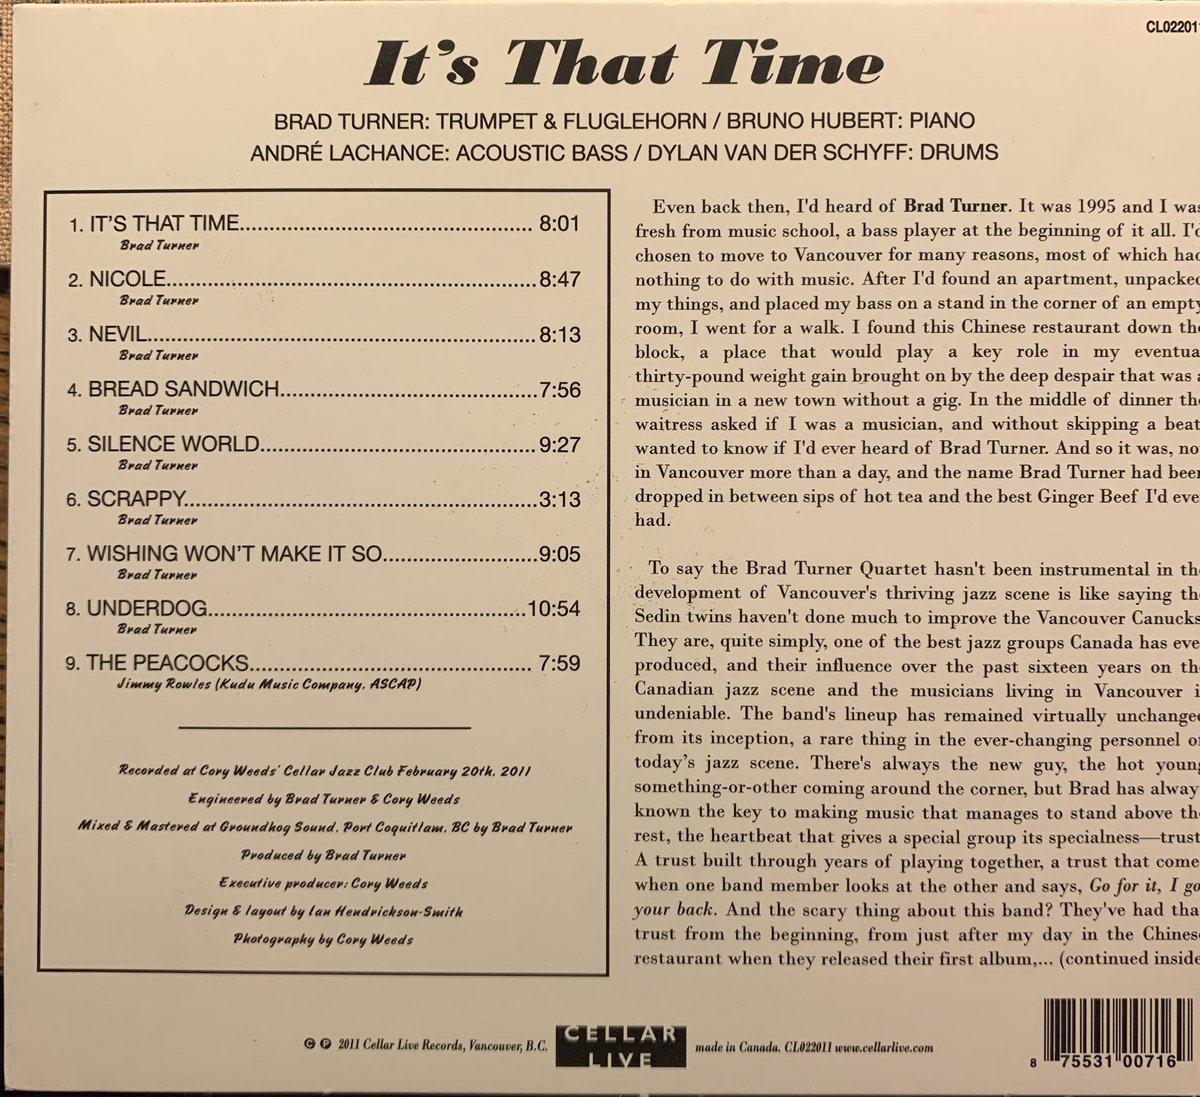 CL022011
It's That Time
BRAD TURNER: TRUMPET & FLUGLEHORN / BRUNO HUBERT: PIANO
ANDRÉ LACHANCE: ACOUSTIC BASS / DYLAN VAN DER SCHYFF: DRUMS
1. IT'S THAT TIME.................................................. 8:01
Brad Turner
2. NICOLE................................................................8:47
Brad Turner
3. NEVIL...................................................................8:13
Brad Turner
4. BREAD SANDWICH............................................7:56
Brad Turner
5. SILENCE WORLD...............................................9:27
Brad Turner
6. SCRAPPY............................................................3:13
Brad Turner
7. WISHING WON'T MAKE IT SO..........................9:05
Brad Turner
8. UNDERDOG......................................................10:54
Brad Turner
9. THE PEACOCKS................................................ 7:59
Jimmy Rowles (Kudu Music Company, ASCAP)
Recorded at Cory Weeds' Cellar Jazz Club February 20th, 2011
Engineered by Brad Turner & Cory Weeds
Mixed & Mastered at Groundhog Sound, Port Coquitlam, BC by Brad Turner
Produced by Brad Turner
Executive producer: Cory Weeds
Design & layout by Ian Hendrickson-Smith
Photography by Cory Weeds
Even back then, I'd heard of Brad Turner. It was 1995 and I was
fresh from music school, a bass player at the beginning of it all. I'd
chosen to move to Vancouver for many reasons, most of which had
nothing to do with music. After I'd found an apartment, unpacked
my things, and placed my bass on a stand in the corner of an empty
room, I went for a walk. I found this Chinese restaurant down the
block, a place that would play a key role in my eventua
thirty-pound weight gain brought on by the deep despair that was a
musician in a new town without a gig. In the middle of dinner the
waitress asked if I was a musician, and without skipping a beat
wanted to know if I'd ever heard of Brad Turner. And so it was, no
in Vancouver more than a day, and the name Brad Turner had been
dropped in between sips of hot tea and the best Ginger Beef I'd eve
had.
To say the Brad Turner Quartet hasn't been instrumental in the
development of Vancouver's thriving jazz scene is like saying the
Sedin twins haven't done much to improve the Vancouver Canucks
They are, quite simply, one of the best jazz groups Canada has eve
produced, and their influence over the past sixteen years on the
Canadian jazz scene and the musicians living in Vancouver i
undeniable. The band's lineup has remained virtually unchanged
from its inception, a rare thing in the ever-changing personnel of
today's jazz scene. There's always the new guy, the hot young
something-or-other coming around the corner, but Brad has alway
known the key to making music that manages to stand above the
rest, the heartbeat that gives a special group its specialness—trust
A trust built through years of playing together, a trust that come
when one band member looks at the other and says, Go for it, I go
your back. And the scary thing about this band? They've had tha
trust from the beginning, from just after my day in the Chinese
restaurant when they released their first album,... (continued inside
© ℗ 2011 Cellar Live Records, Vancouver, B.C.
CELLAR
LIVE
made in Canada. CL022011 www.cellarlive.com
8 75531 00716